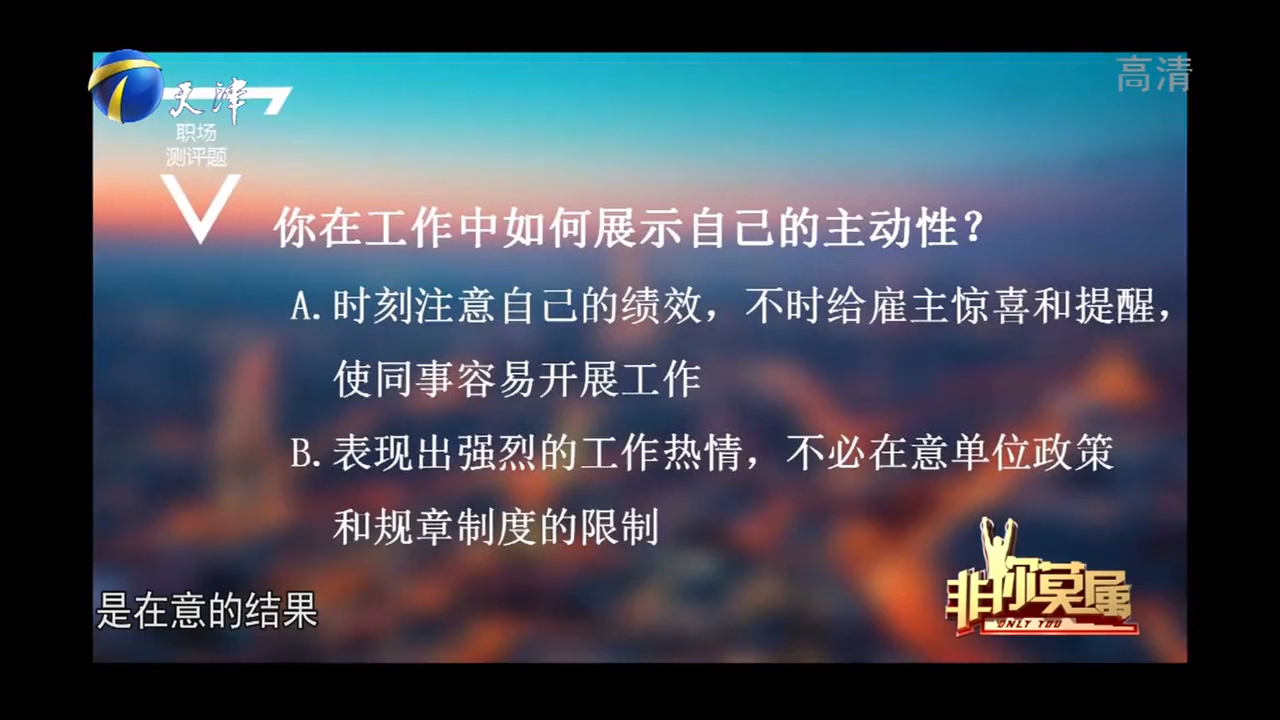 天津
高清
职场
测评题
你在工作中如何展示自己的主动性？
A.时刻注意自己的绩效，不时给雇主惊喜和提醒，
使同事容易开展工作
B.表现出强烈的工作热情，不必在意单位政策
和规章制度的限制
是在意的结果
非你莫属
ONLY YOU